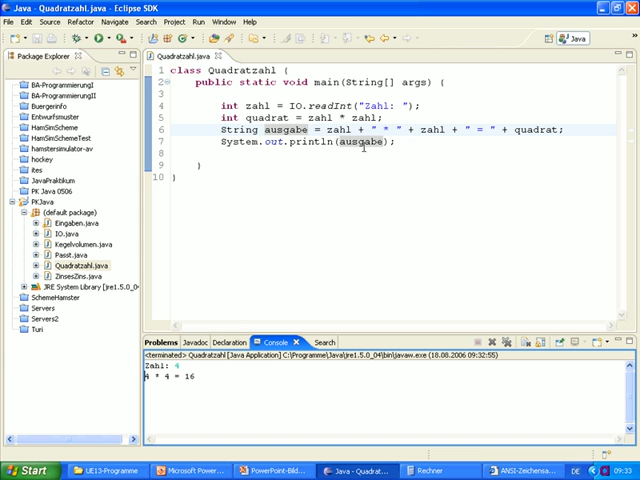 Java - Quadratzahl.java - Eclipse SDK
File Edit Source Refactor Navigate Search Project Run Window Help
Java
Package Explorer
BA-ProgrammierungI
BA-ProgrammierungII
Buergerinfo
Entwurfsmuster
HamSimScheme
HamSimSchemeTest
hamstersimulator-av
hockey
ites
JavaPraktikum
PK Java 0506
PKJava
(default package)
Eingaben.java
IO.java
Kegelvolumen.java
Passt.java
Quadratzahl.java
ZinsesZins.java
JRE System Library [jre1.5.0_04]
SchemeHamster
Servers
Servers2
Turi
Quadratzahl.java
1 class Quadratzahl {
2 public static void main(String[] args) {
3
4 int zahl = IO.readInt("Zahl: ");
5 int quadrat = zahl * zahl;
6 String ausgabe = zahl + " * " + zahl + " = " + quadrat;
7 System.out.println(ausgabe);
8
9 }
10 }
Problems Javadoc Declaration Console Search
<terminated> Quadratzahl [Java Application] C:\Programme\Java\jre1.5.0_04\bin\javaw.exe (18.08.2006 09:32:55)
Zahl: 4
4 * 4 = 16
Start UE13-Programme Microsoft Power... PowerPoint-Bild... Java - Quadrat... Rechner ANSI-Zeichensa... DE 09:33